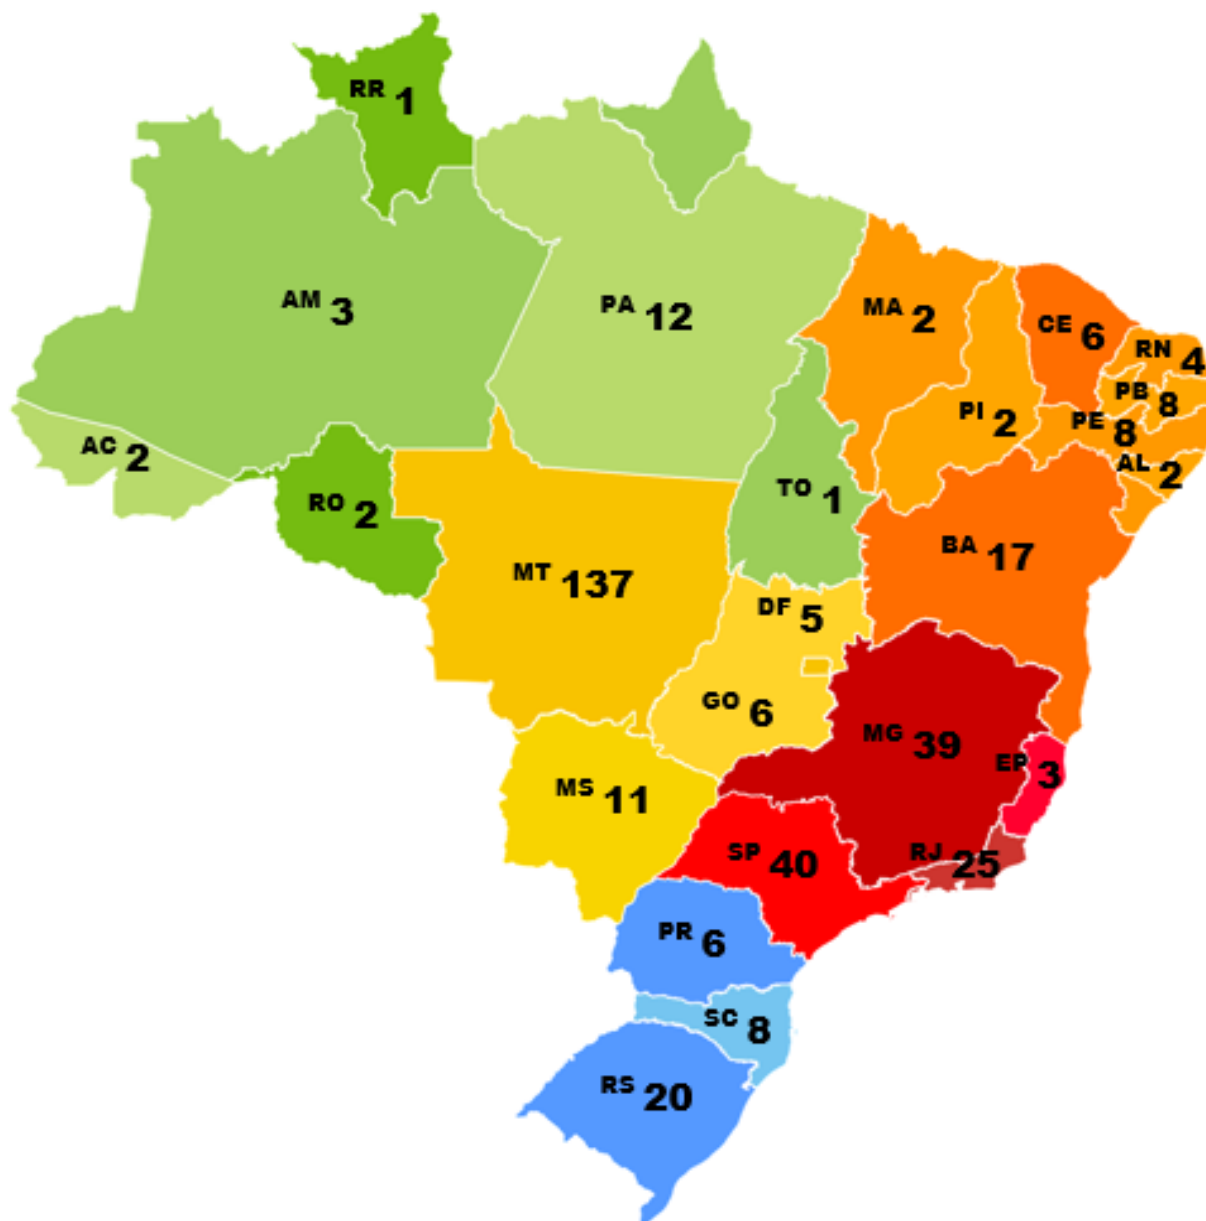 RR 1
AM 3
PA 12
MA 2
CE 6
RN 4
PB 8
PI 2
PE 8
AC 2
AL 2
RO 2
TO 1
BA 17
MT 137
DF 5
GO 6
MG 39
EP 3
MS 11
SP 40
RJ 25
PR 6
SC 8
RS 20